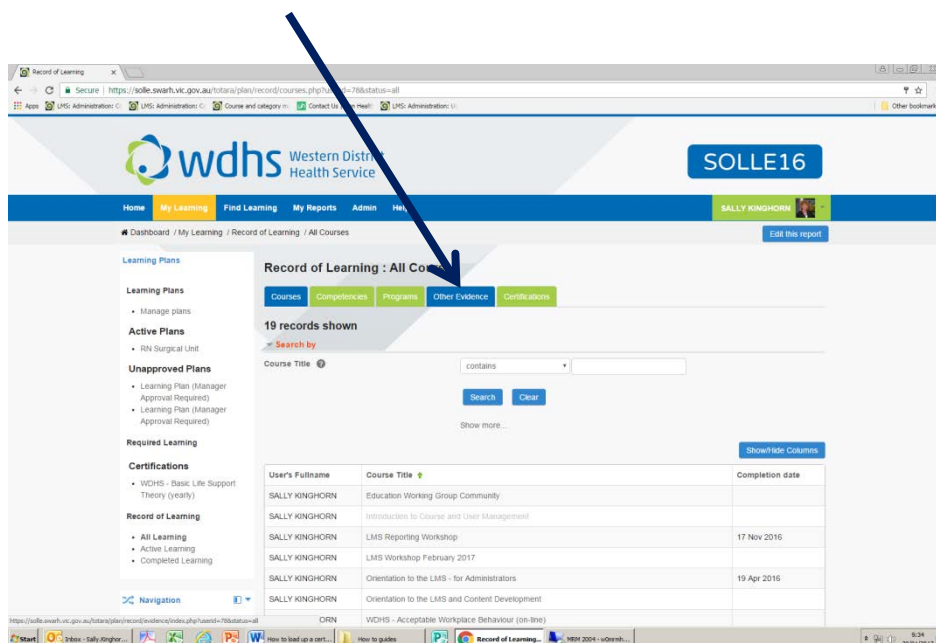 Record of Learning
Secure | https://solle.swarh.vic.gov.au/totara/plan/record/courses.php?userid=78&status=all
Apps LMS: Administration: C LMS: Administration: C Course and category m Contact Us Heal LMS: Administration: U Other bookmark
wdhs Western District Health Service
SOLLE16
Home My Learning Find Learning My Reports Admin Help SALLY KINGHORN
Dashboard / My Learning / Record of Learning / All Courses Edit this report
Learning Plans
Learning Plans
• Manage plans
Active Plans
• RN Surgical Unit
Unapproved Plans
• Learning Plan (Manager
Approval Required)
• Learning Plan (Manager
Approval Required)
Required Learning
Certifications
• WDHS - Basic Life Support
Theory (yearly)
Record of Learning
• All Learning
• Active Learning
• Completed Learning
Navigation
Record of Learning : All Cour
Courses Competencies Programs Other Evidence Certifications
19 records shown
Search by
Course Title contains
Search Clear
Show more...
Show/Hide Columns
User's Fullname Course Title Completion date
SALLY KINGHORN Education Working Group Community
SALLY KINGHORN Introduction to Course and User Management
SALLY KINGHORN LMS Reporting Workshop 17 Nov 2016
SALLY KINGHORN LMS Workshop February 2017
SALLY KINGHORN Orientation to the LMS - for Administrators 19 Apr 2016
SALLY KINGHORN Orientation to the LMS and Content Development
ORN WDHS - Acceptable Workplace Behaviour (on-line)
https://solle.swarh.vic.gov.au/totara/plan/record/evidence/index.php?userid=78&status=all
Start Inbox - Sally Kinghor... How to load up a cert... How to guides Record of Learning... MRM 2004 - 9:34